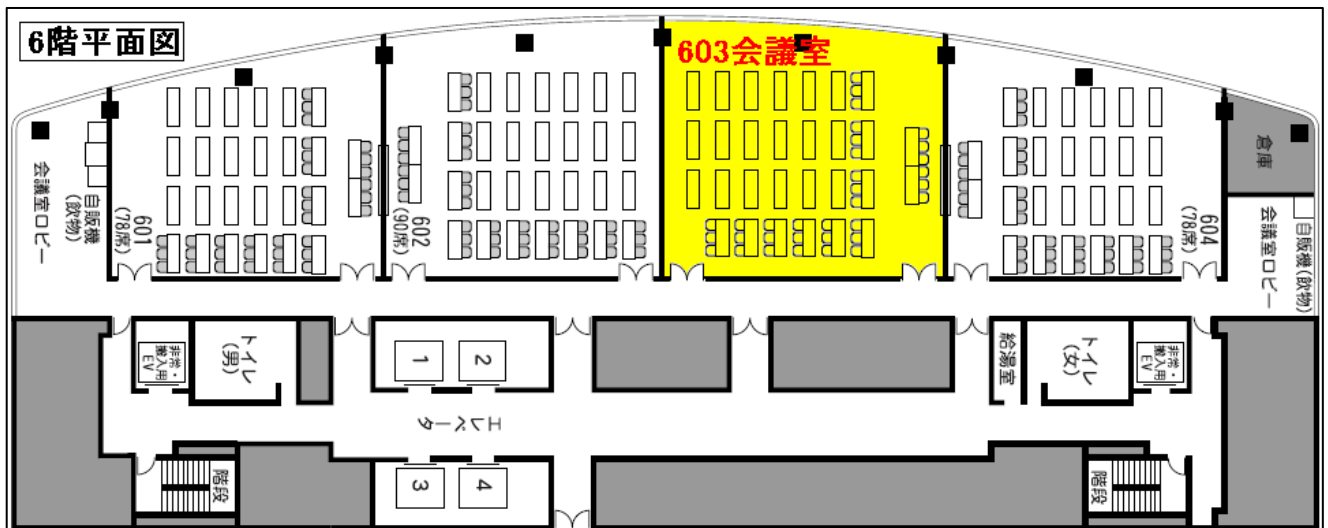 6階平面図
603会議室
会議室ロビー
自販機
(飲物)
601
(78席)
602
(90席)
604
(78席)
倉庫
自販機(飲物)
会議室ロビー
非常・
搬入用
EV
トイレ
(男)
1
2
給湯室
トイレ
(女)
非常・
搬入用
EV
エレベータ
階段
3
4
階段